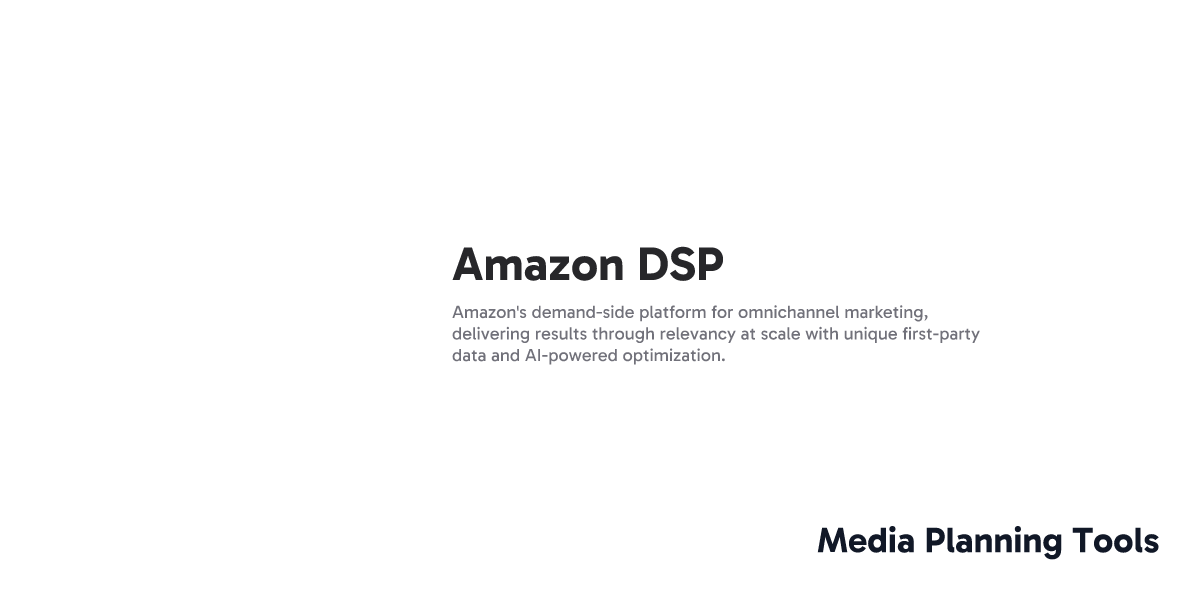 Amazon DSP
Amazon's demand-side platform for omnichannel marketing,
delivering results through relevancy at scale with unique first-party
data and AI-powered optimization.
Media Planning Tools